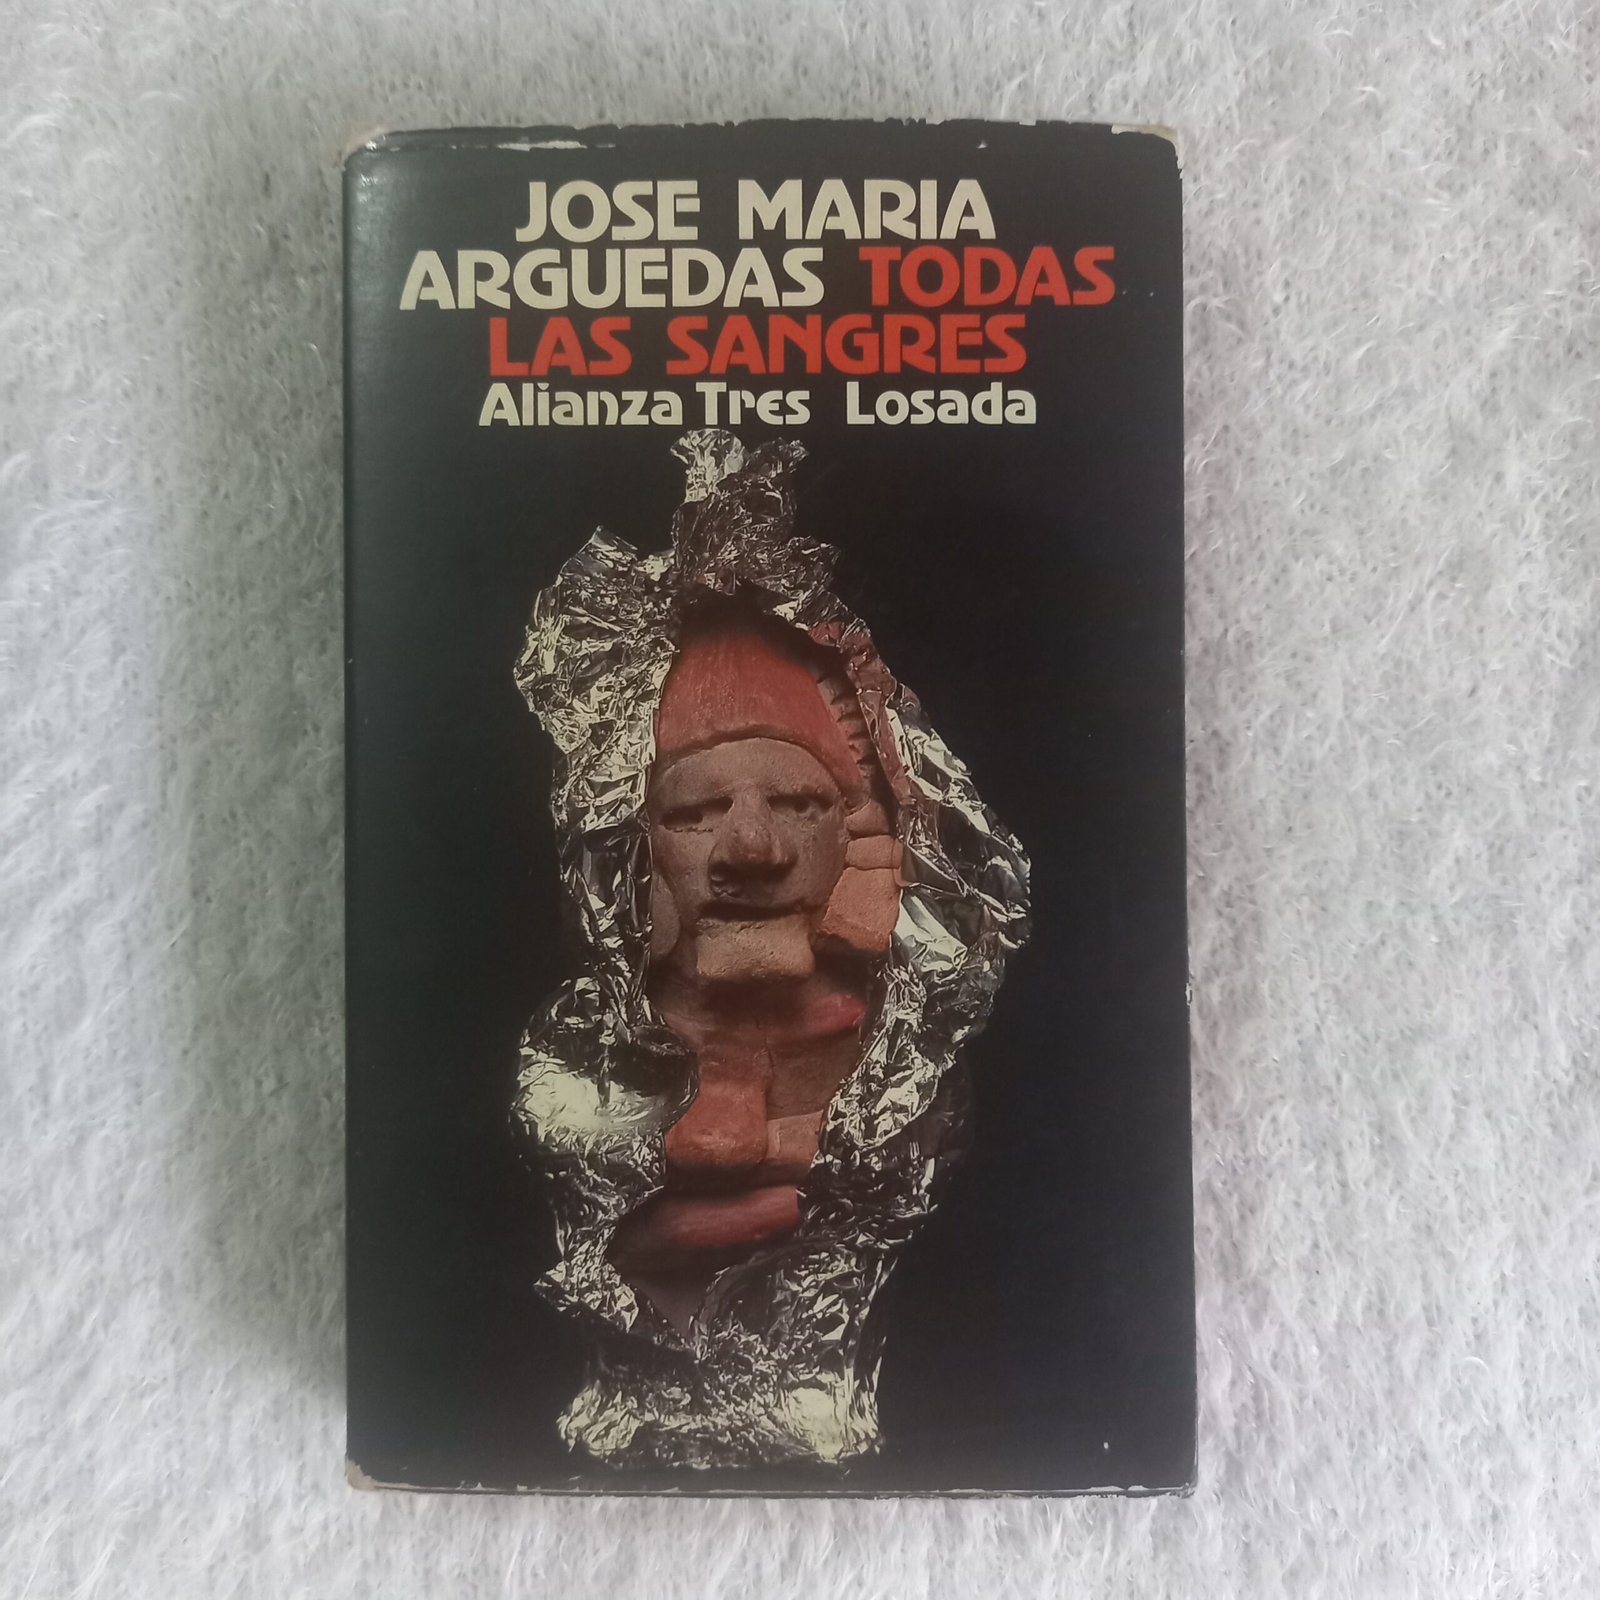 JOSE MARIA
ARGUEDAS TODAS
LAS SANGRES
Alianza Tres Losada